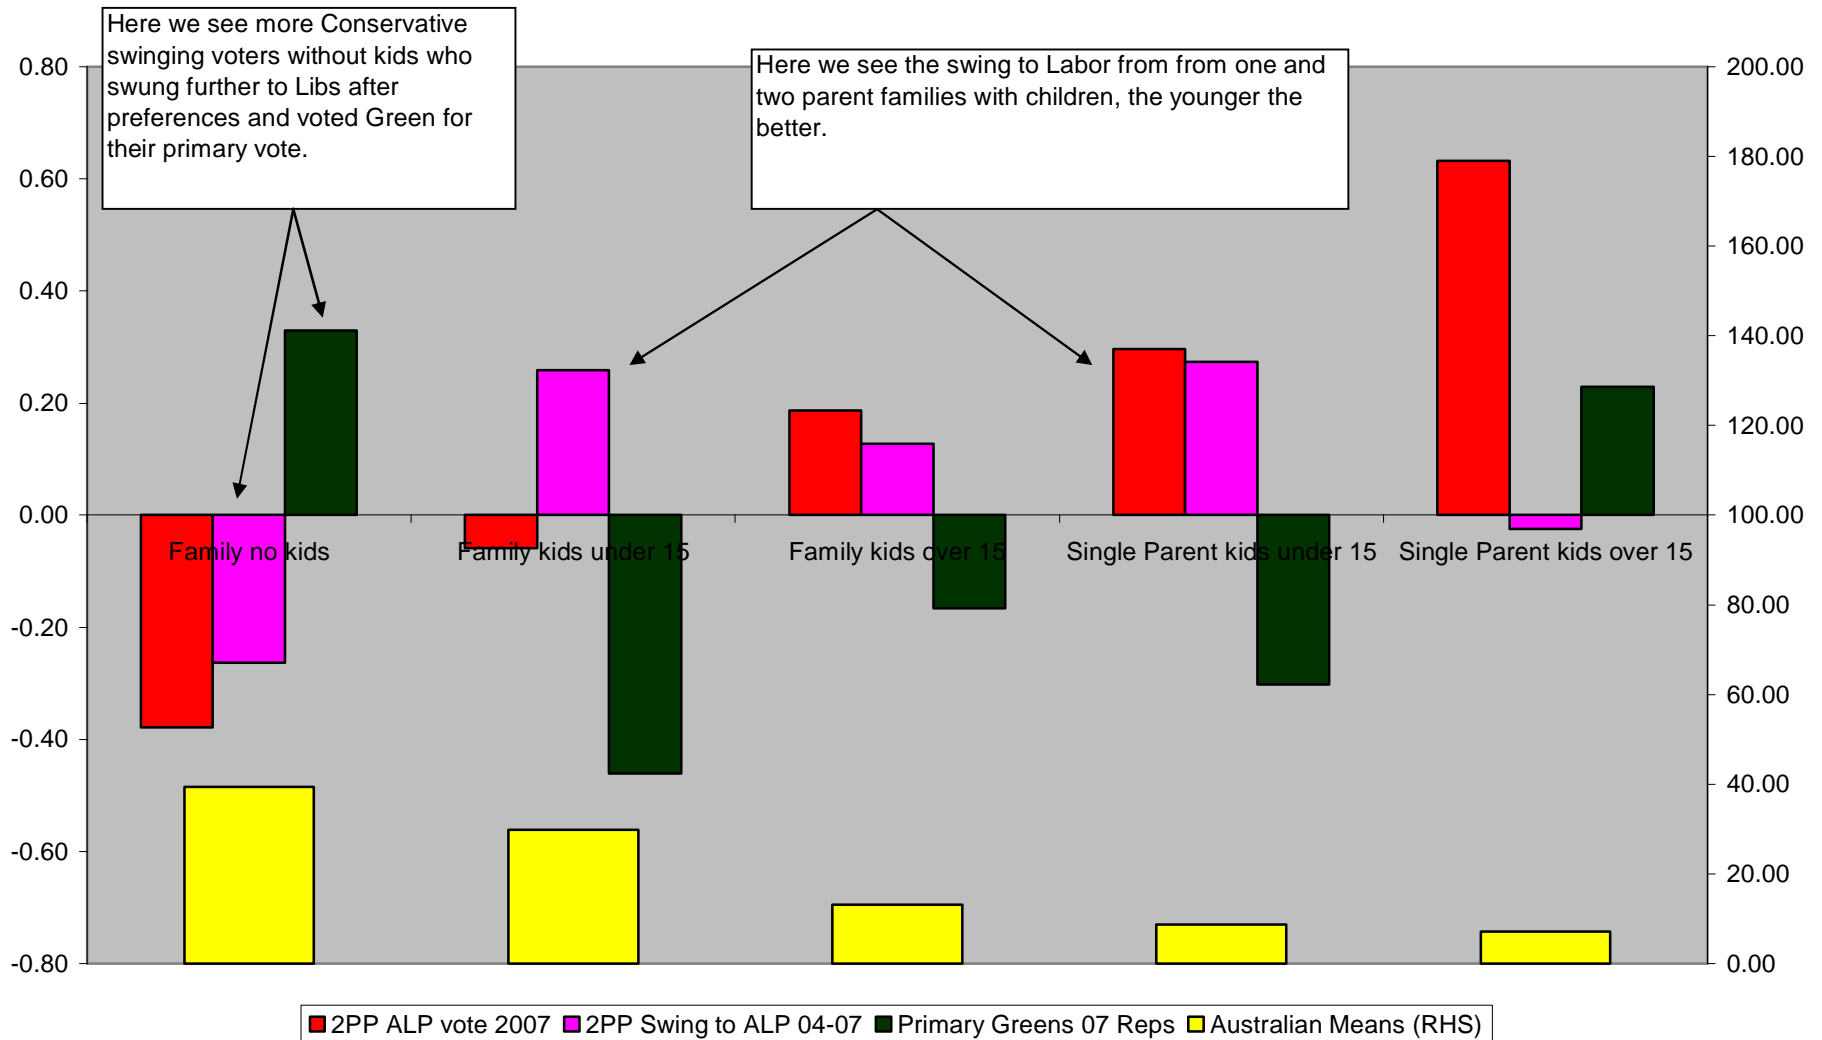 Here we see more Conservative
swinging voters without kids who
swung further to Libs after
preferences and voted Green for
their primary vote.
Here we see the swing to Labor from from one and
two parent families with children, the younger the
better.
0.80
0.60
0.40
0.20
0.00
-0.20
-0.40
-0.60
-0.80
200.00
180.00
160.00
140.00
120.00
100.00
80.00
60.00
40.00
20.00
0.00
Family no kids
Family kids under 15
Family kids over 15
Single Parent kids under 15
Single Parent kids over 15
2PP ALP vote 2007
2PP Swing to ALP 04-07
Primary Greens 07 Reps
Australian Means (RHS)